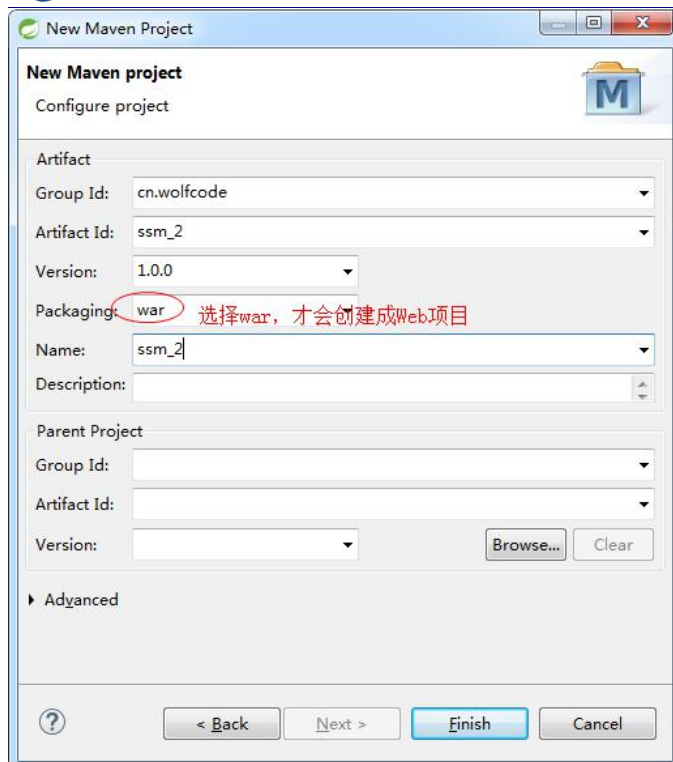 New Maven Project
New Maven project
Configure project
M
Artifact
Group Id: cn.wolfcode
Artifact Id: ssm_2
Version: 1.0.0
Packaging: war 选择war，才会创建成Web项目
Name: ssm_2
Description:
Parent Project
Group Id:
Artifact Id:
Version: Browse... Clear
Advanced
? < Back Next > Finish Cancel